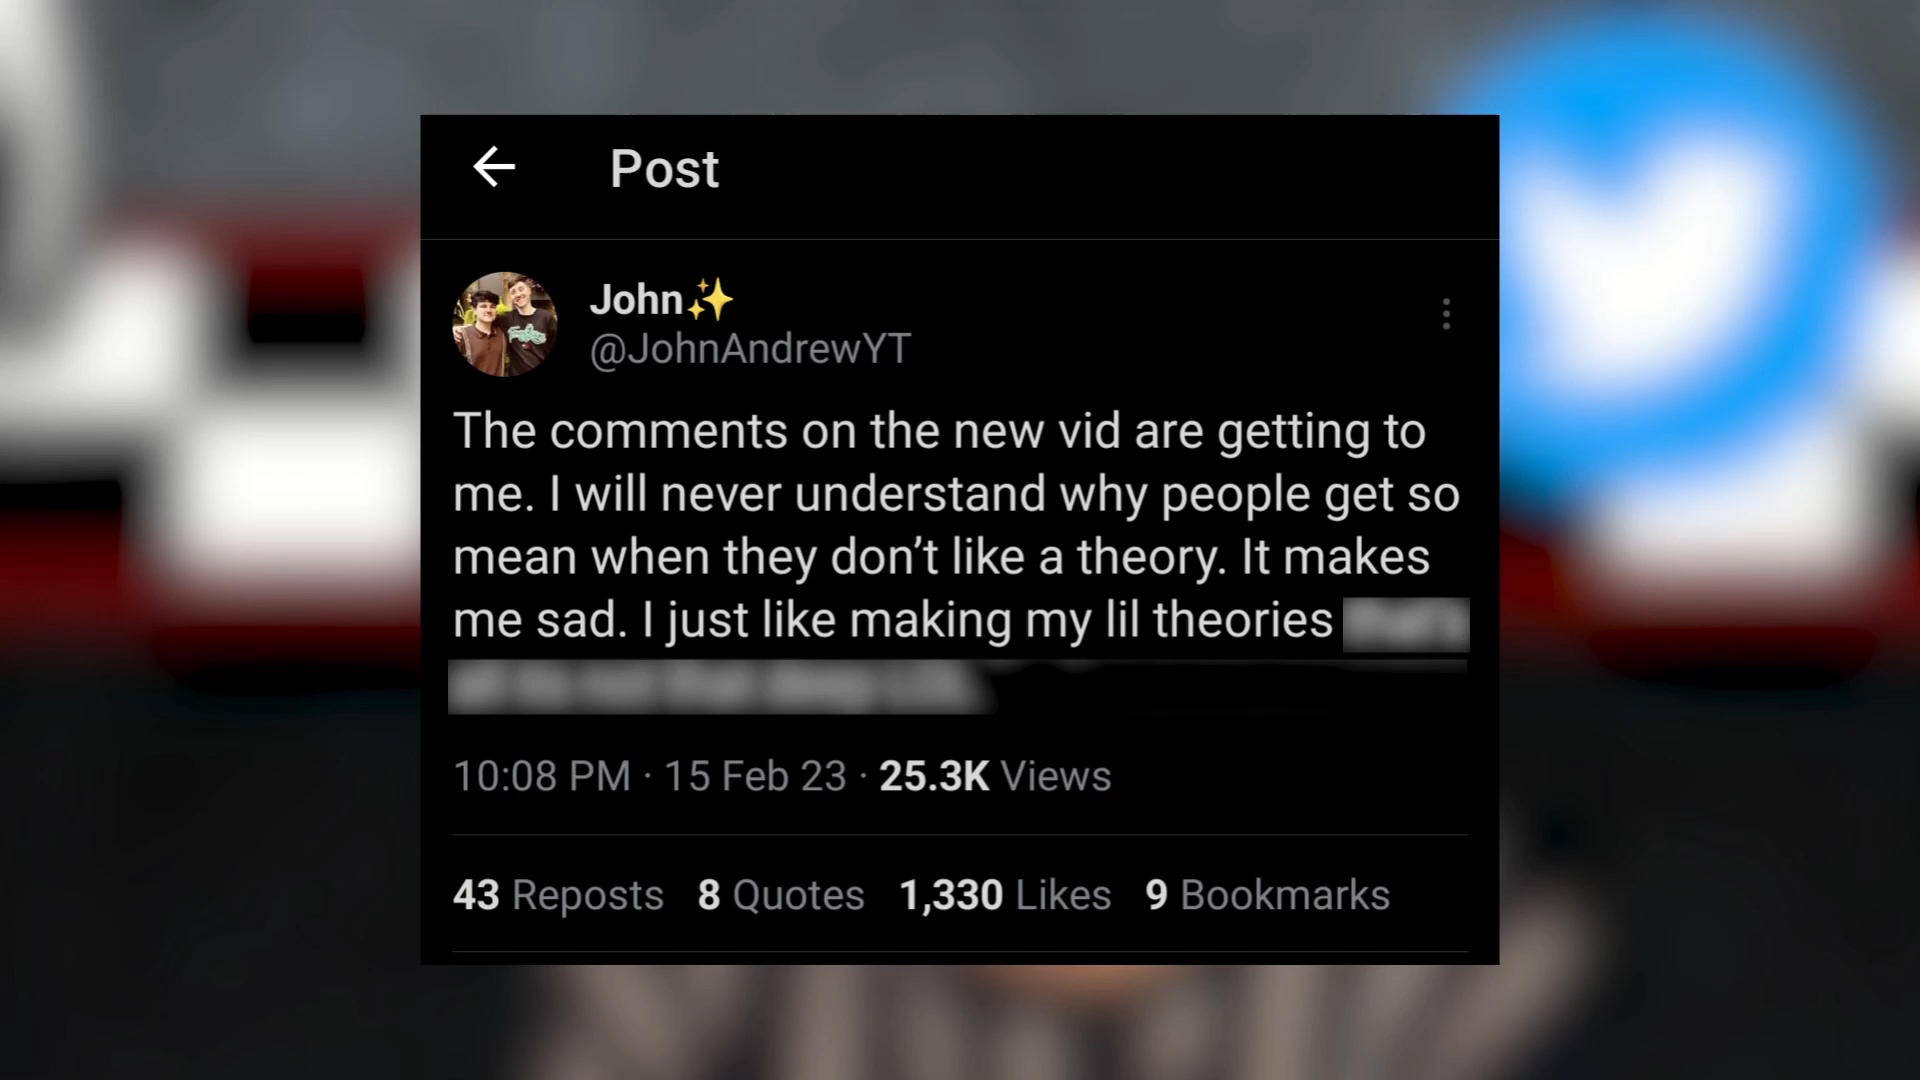 Post
John✨
@JohnAndrewYT
The comments on the new vid are getting to
me. I will never understand why people get so
mean when they don’t like a theory. It makes
me sad. I just like making my lil theories
10:08 PM · 15 Feb 23 · 25.3K Views
43 Reposts 8 Quotes 1,330 Likes 9 Bookmarks